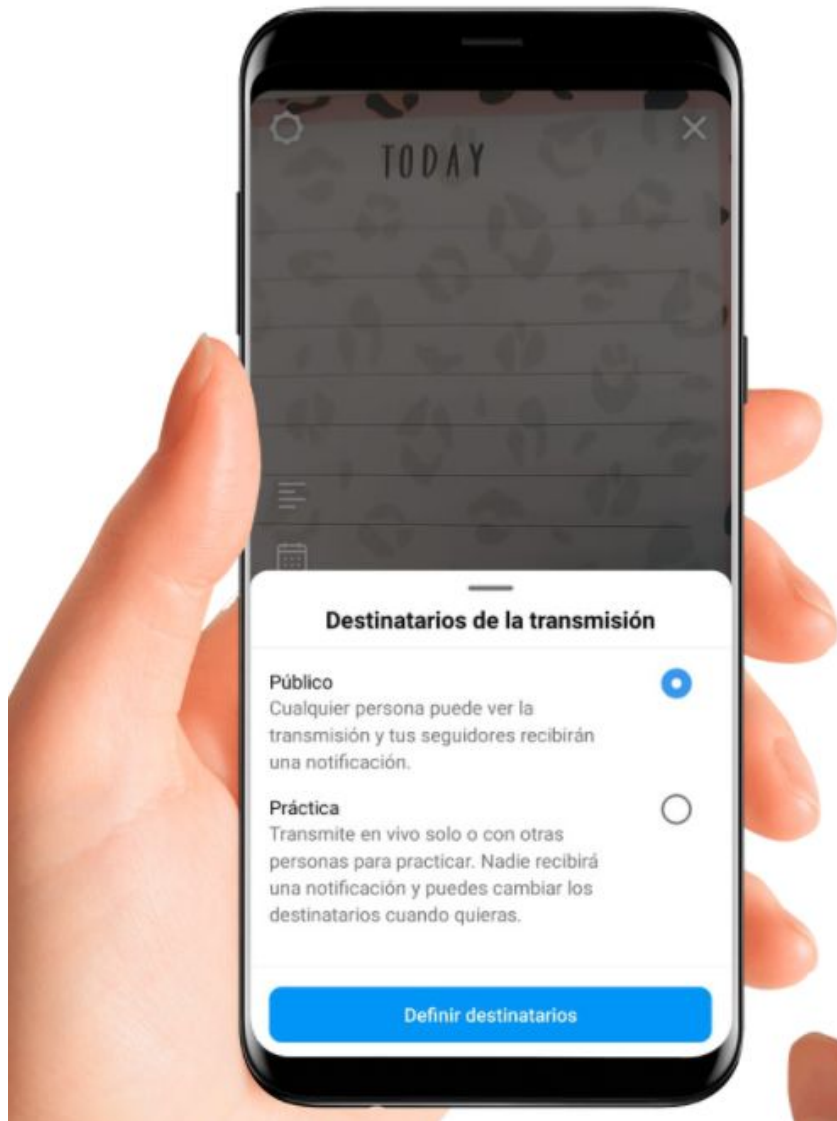 TODAY
Destinatarios de la transmisión
Público
Cualquier persona puede ver la
transmisión y tus seguidores recibirán
una notificación.
Práctica
Transmite en vivo solo o con otras
personas para practicar. Nadie recibirá
una notificación y puedes cambiar los
destinatarios cuando quieras.
Definir destinatarios